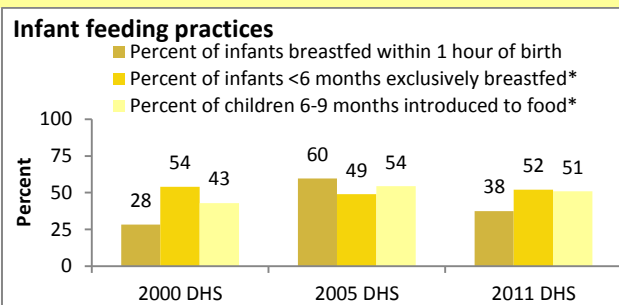 Infant feeding practices
Percent of infants breastfed within 1 hour of birth
Percent of infants <6 months exclusively breastfed*
Percent of children 6-9 months introduced to food*
Percent
100
75
50
25
0
28 54 43
60 49 54
38 52 51
2000 DHS 2005 DHS 2011 DHS